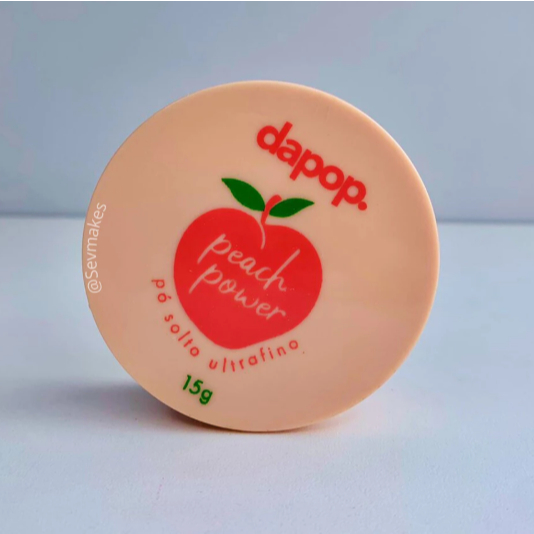 dapop.
peach
power
pó solto ultrafino
15g
@Sevmakes